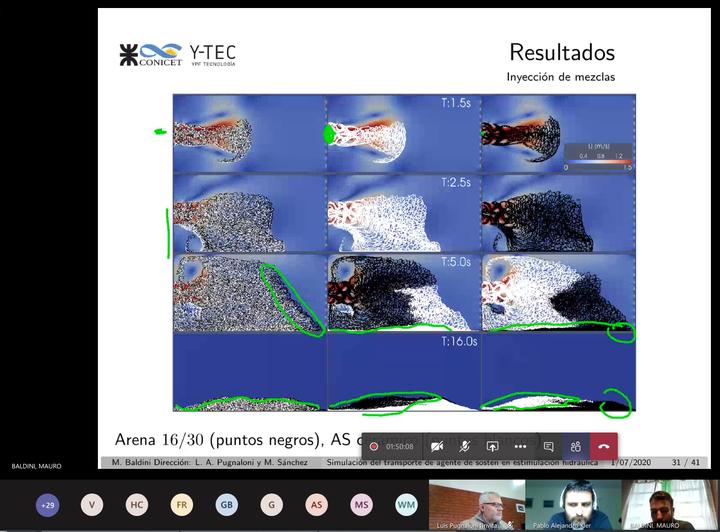 CONICET
Y-TEC
YPF TECNOLOGÍA
Resultados
Inyección de mezclas
T:1.5s
U [m/s]
0.4 0.8 1.2
0 1.5
T:2.5s
T:5.0s
T:16.0s
Arena 16/30 (puntos negros), AS
01:50:08
M. Baldini Dirección: L. A. Pugnaloni y M. Sánchez
Simulación del transporte de agente de sostén en estimulación hidráulica
1/07/2020
31 / 41
BALDINI, MAURO
+29
V
HC
FR
GB
G
AS
MS
WM
Luis Pugnaloni
Pablo Alejandro
BALDINI, MAURO